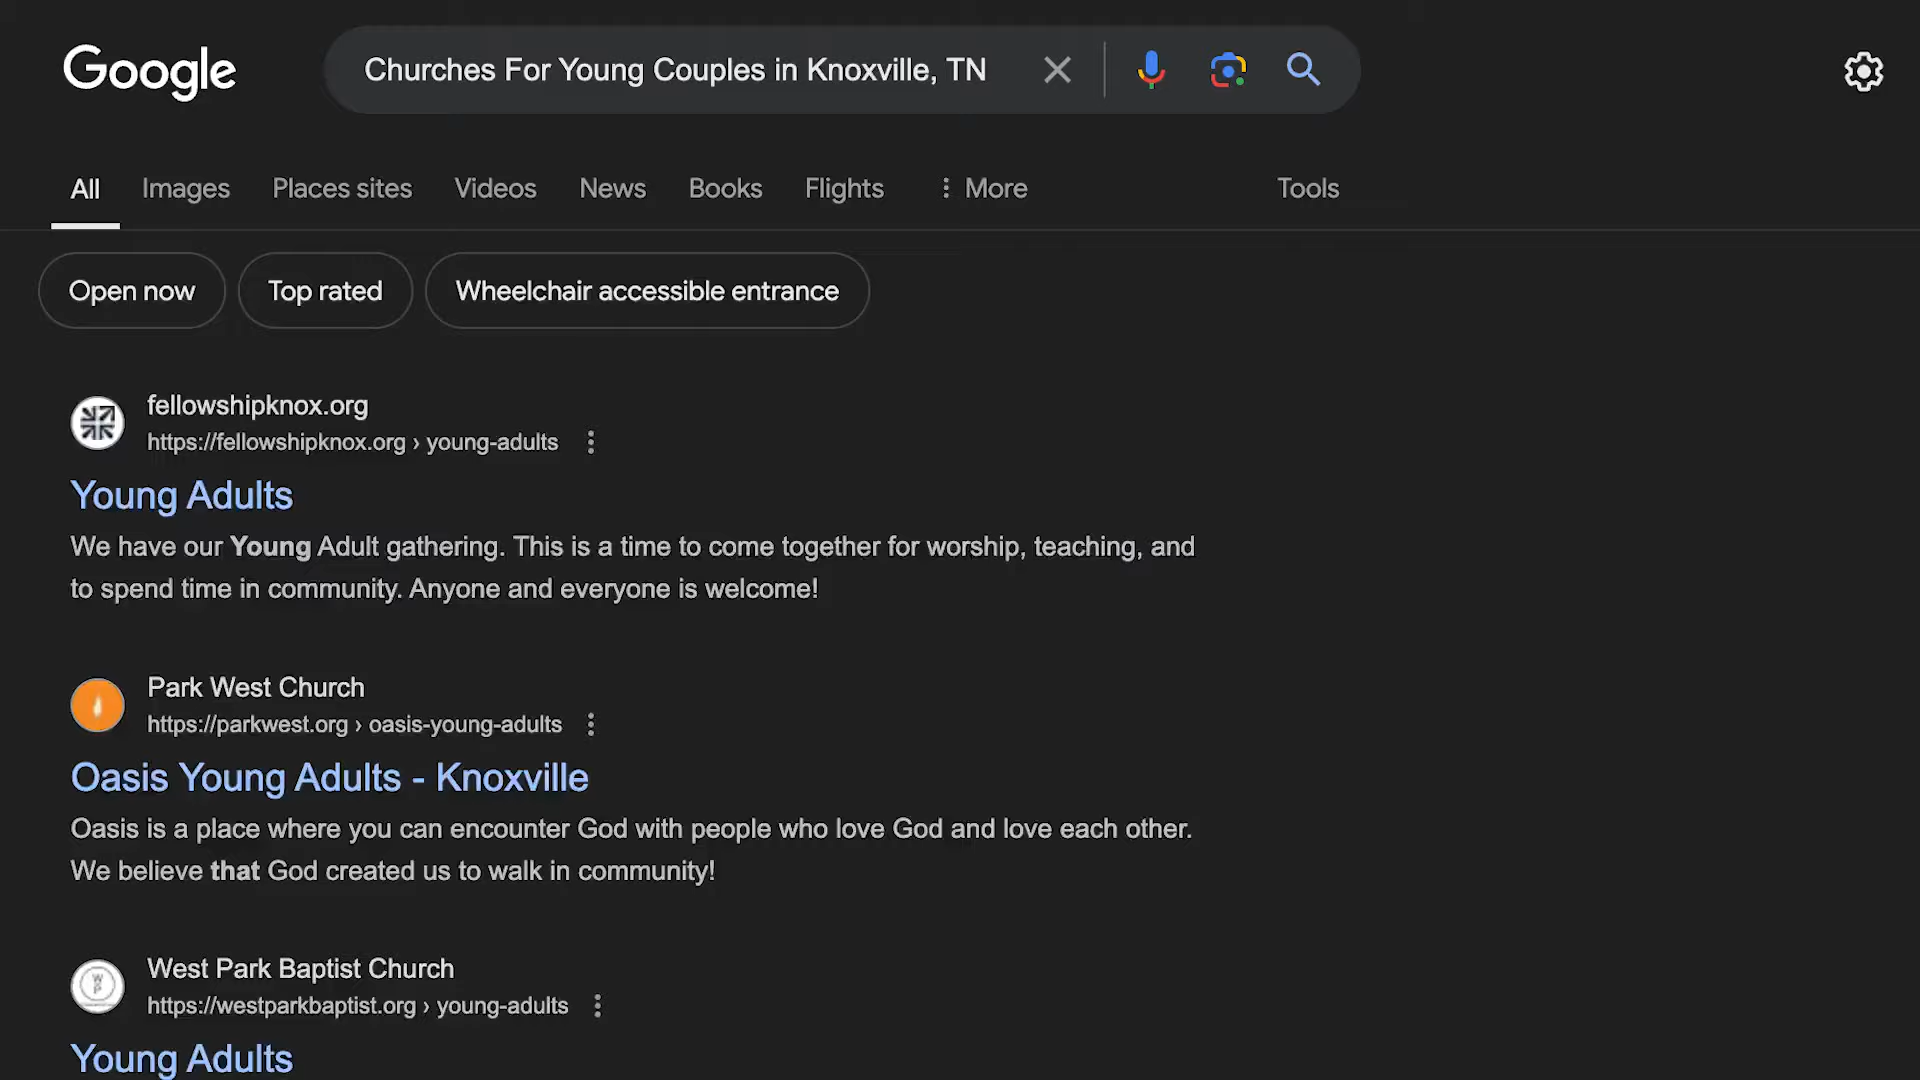 Google
Churches For Young Couples in Knoxville, TN
All Images Places sites Videos News Books Flights More Tools
Open now Top rated Wheelchair accessible entrance
fellowshipknox.org
https://fellowshipknox.org › young-adults
Young Adults
We have our Young Adult gathering. This is a time to come together for worship, teaching, and
to spend time in community. Anyone and everyone is welcome!
Park West Church
https://parkwest.org › oasis-young-adults
Oasis Young Adults - Knoxville
Oasis is a place where you can encounter God with people who love God and love each other.
We believe that God created us to walk in community!
West Park Baptist Church
https://westparkbaptist.org › young-adults
Young Adults